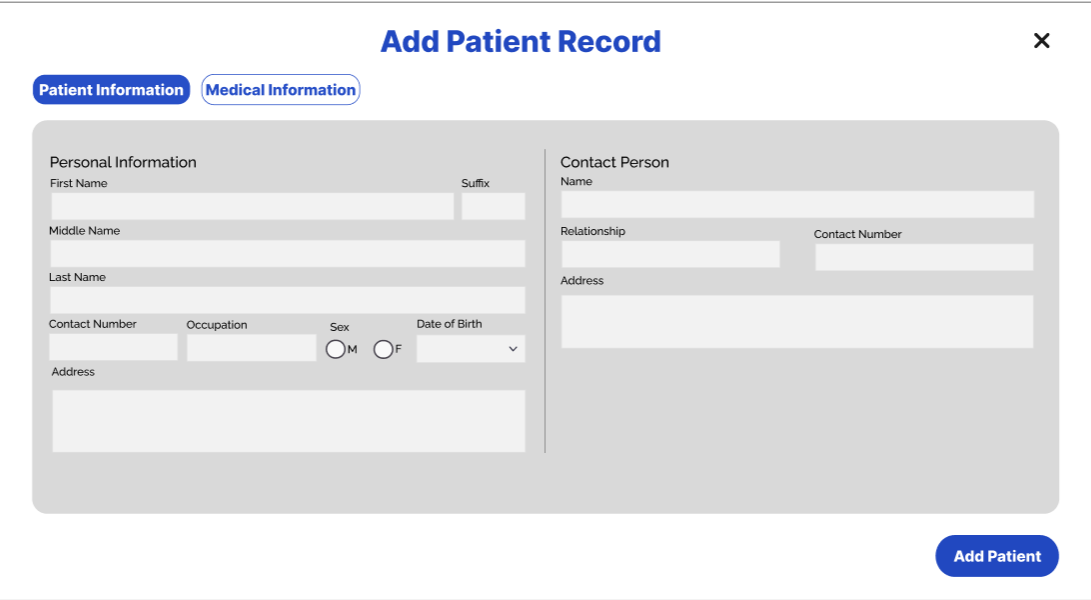 Add Patient Record
Patient Information
Medical Information
Personal Information
First Name
Suffix
Middle Name
Last Name
Contact Number
Occupation
Sex
M
F
Date of Birth
Address
Contact Person
Name
Relationship
Contact Number
Address
Add Patient